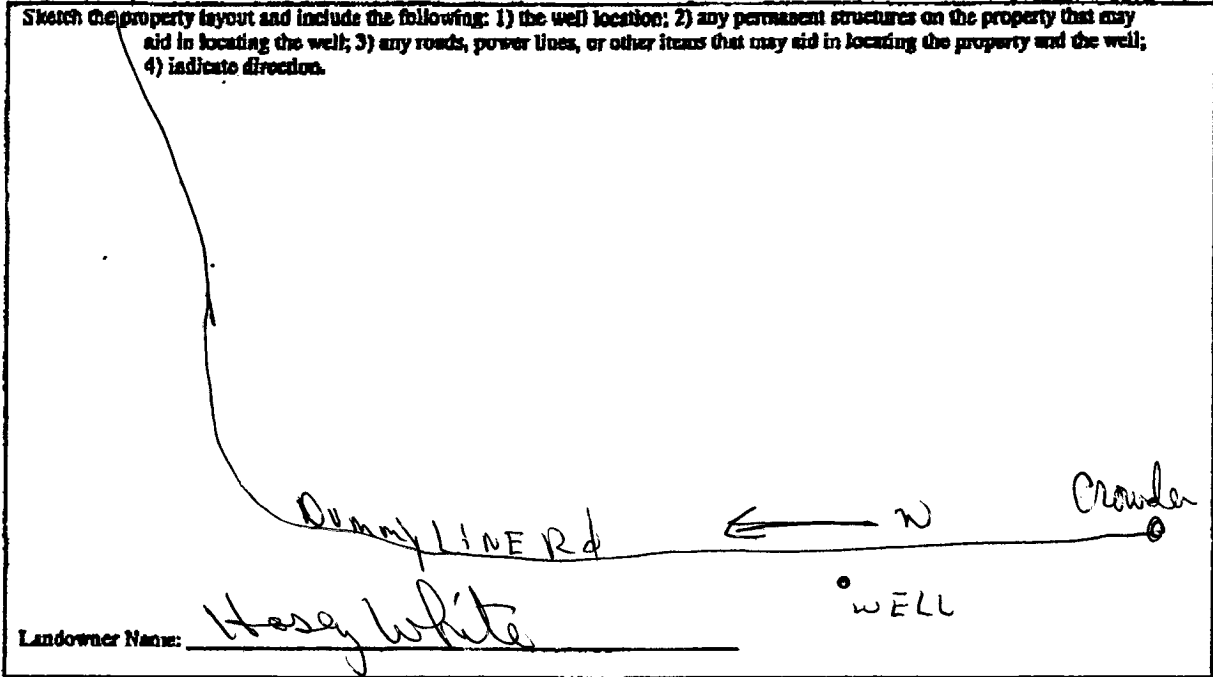 Sketch the property layout and include the following: 1) the well location; 2) any permanent structures on the property that may
aid in locating the well; 3) any roads, power lines, or other items that may aid in locating the property and the well;
4) indicate direction.
Crowder
N
Dummy LINE Rd
WELL
Landowner Name: White